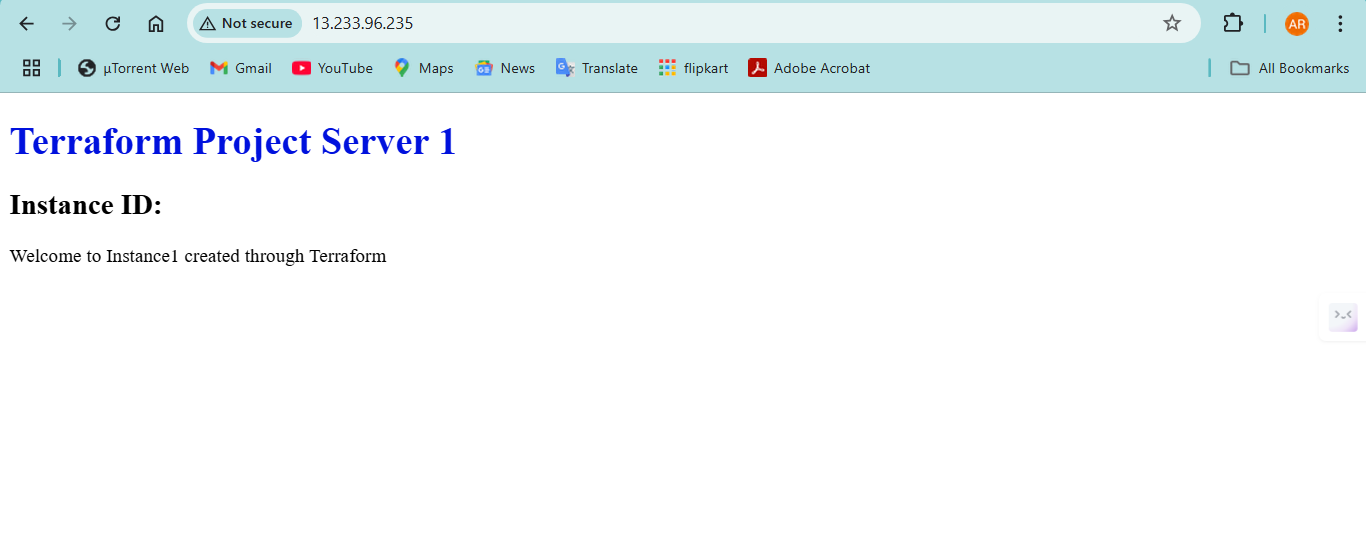 Not secure 13.233.96.235 AR
µTorrent Web Gmail YouTube Maps News Translate flipkart Adobe Acrobat All Bookmarks
Terraform Project Server 1
Instance ID:
Welcome to Instance1 created through Terraform